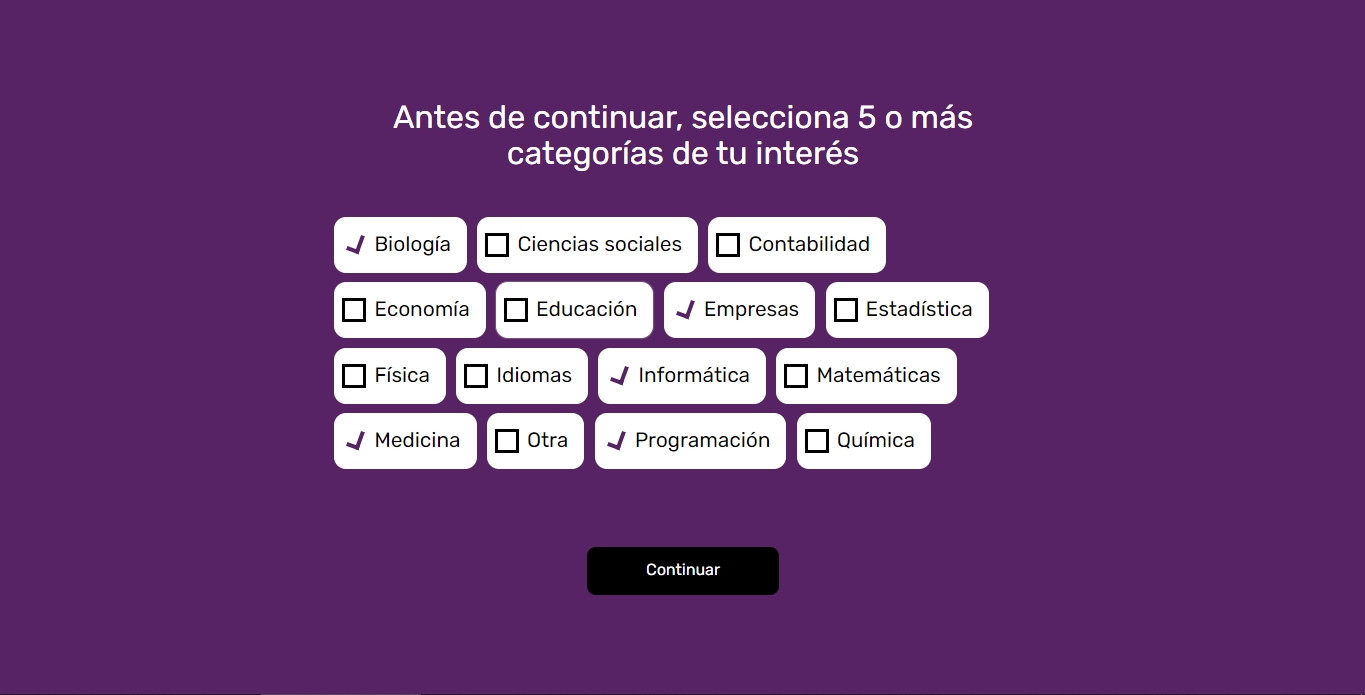 Antes de continuar, selecciona 5 o más
categorías de tu interés
Biología Ciencias sociales Contabilidad
Economía Educación Empresas Estadística
Física Idiomas Informática Matemáticas
Medicina Otra Programación Química
Continuar